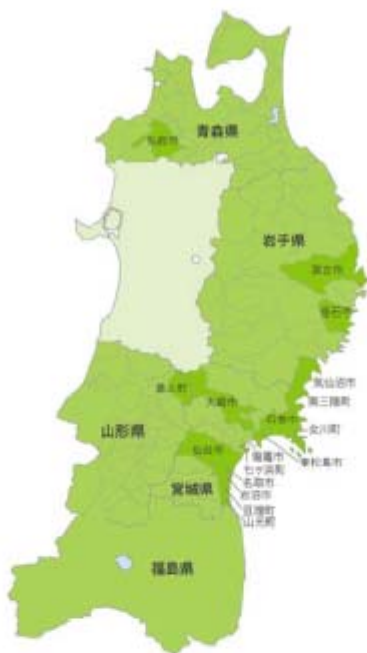 弘前市
青森県
岩手県
宮古市
釜石市
気仙沼市
最上町
南三陸町
大崎市
石巻市
女川町
山形県
仙台市
塩竈市
東松島市
七ヶ浜町
名取市
宮城県
岩沼市
亘理町
山元町
福島県